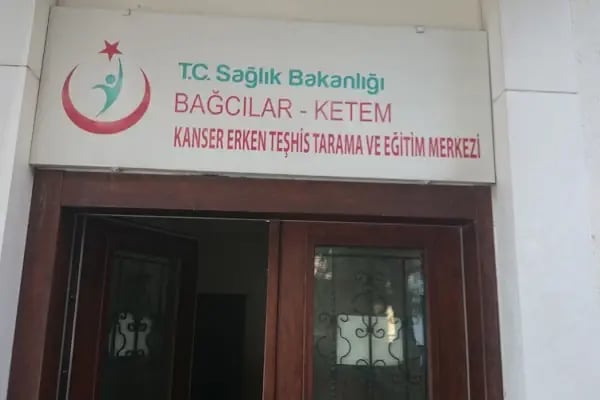 T.C. Sağlık Bakanlığı
BAĞCILAR - KETEM
KANSER ERKEN TEŞHİS TARAMA VE EĞİTİM MERKEZİ